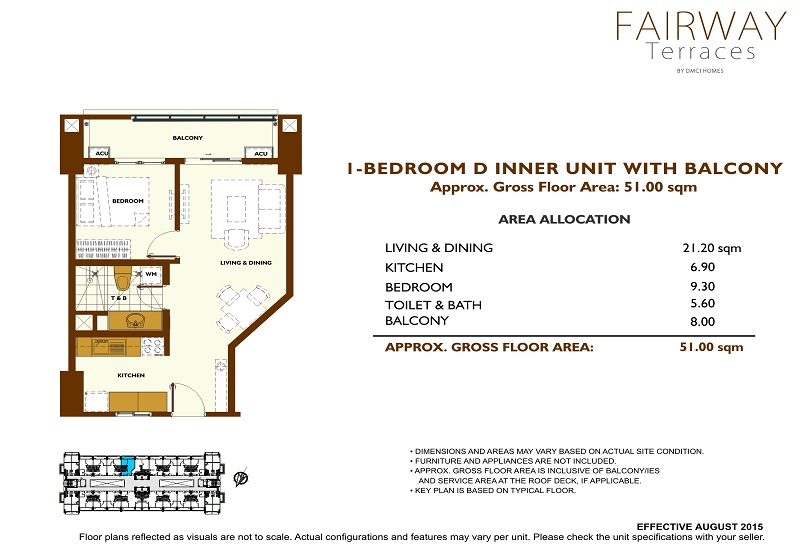 FAIRWAY
Terraces
BY DMCI HOMES
BALCONY
ACU
ACU
BEDROOM
LIVING & DINING
WM
T & B
KITCHEN
1-BEDROOM D INNER UNIT WITH BALCONY
Approx. Gross Floor Area: 51.00 sqm
AREA ALLOCATION
LIVING & DINING 21.20 sqm
KITCHEN 6.90
BEDROOM 9.30
TOILET & BATH 5.60
BALCONY 8.00
APPROX. GROSS FLOOR AREA: 51.00 sqm
• DIMENSIONS AND AREAS MAY VARY BASED ON ACTUAL SITE CONDITION.
• FURNITURE AND APPLIANCES ARE NOT INCLUDED.
• APPROX. GROSS FLOOR AREA IS INCLUSIVE OF BALCONY/IES
AND SERVICE AREA AT THE ROOF DECK, IF APPLICABLE.
• KEY PLAN IS BASED ON TYPICAL FLOOR.
EFFECTIVE AUGUST 2015
Floor plans reflected as visuals are not to scale. Actual configurations and features may vary per unit. Please check the unit specifications with your seller.